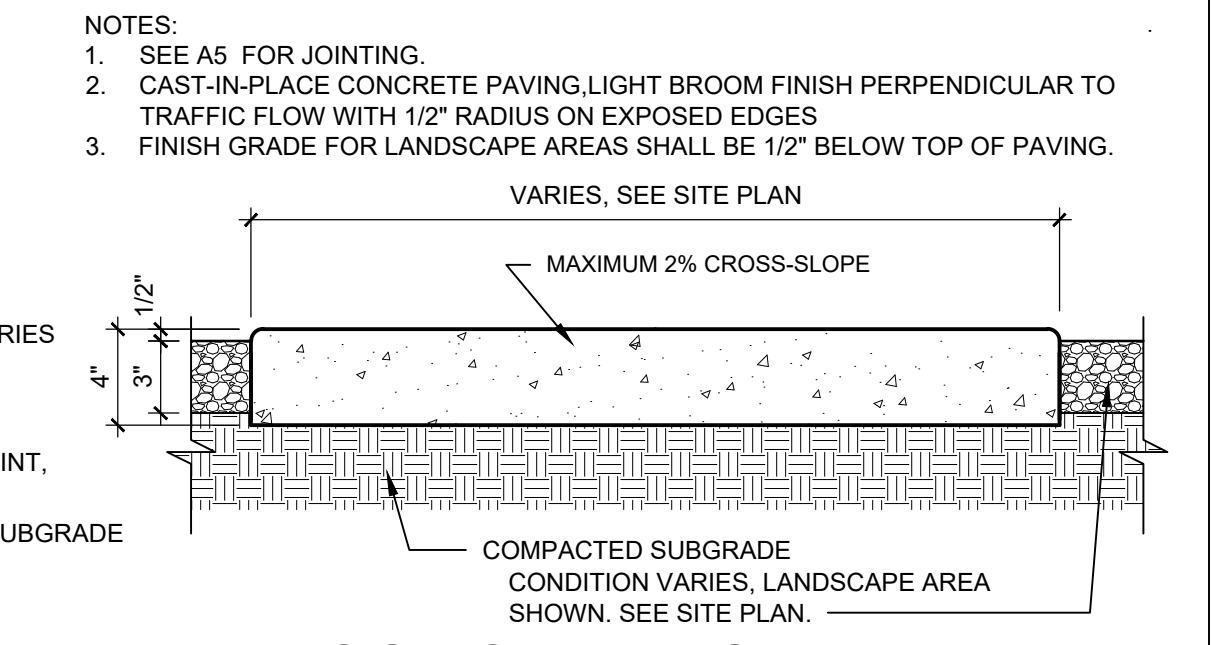 NOTES:
1. SEE A5 FOR JOINTING.
2. CAST-IN-PLACE CONCRETE PAVING,LIGHT BROOM FINISH PERPENDICULAR TO
TRAFFIC FLOW WITH 1/2" RADIUS ON EXPOSED EDGES
3. FINISH GRADE FOR LANDSCAPE AREAS SHALL BE 1/2" BELOW TOP OF PAVING.
VARIES, SEE SITE PLAN
MAXIMUM 2% CROSS-SLOPE
1/2"
RIES
4"
3"
INT,
UBGRADE
COMPACTED SUBGRADE
CONDITION VARIES, LANDSCAPE AREA
SHOWN. SEE SITE PLAN.